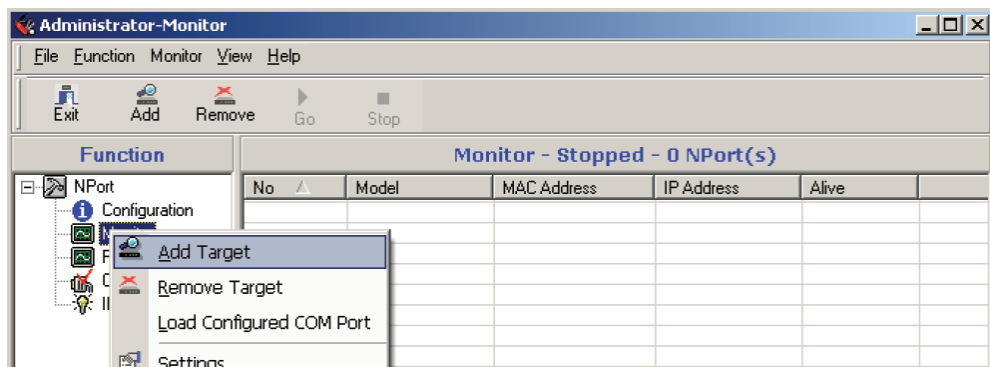 Administrator-Monitor
File Function Monitor View Help
Exit Add Remove Go Stop
Function
Monitor - Stopped - 0 NPort(s)
No Model MAC Address IP Address Alive
NPort
Configuration
Add Target
Remove Target
Load Configured COM Port
Settings